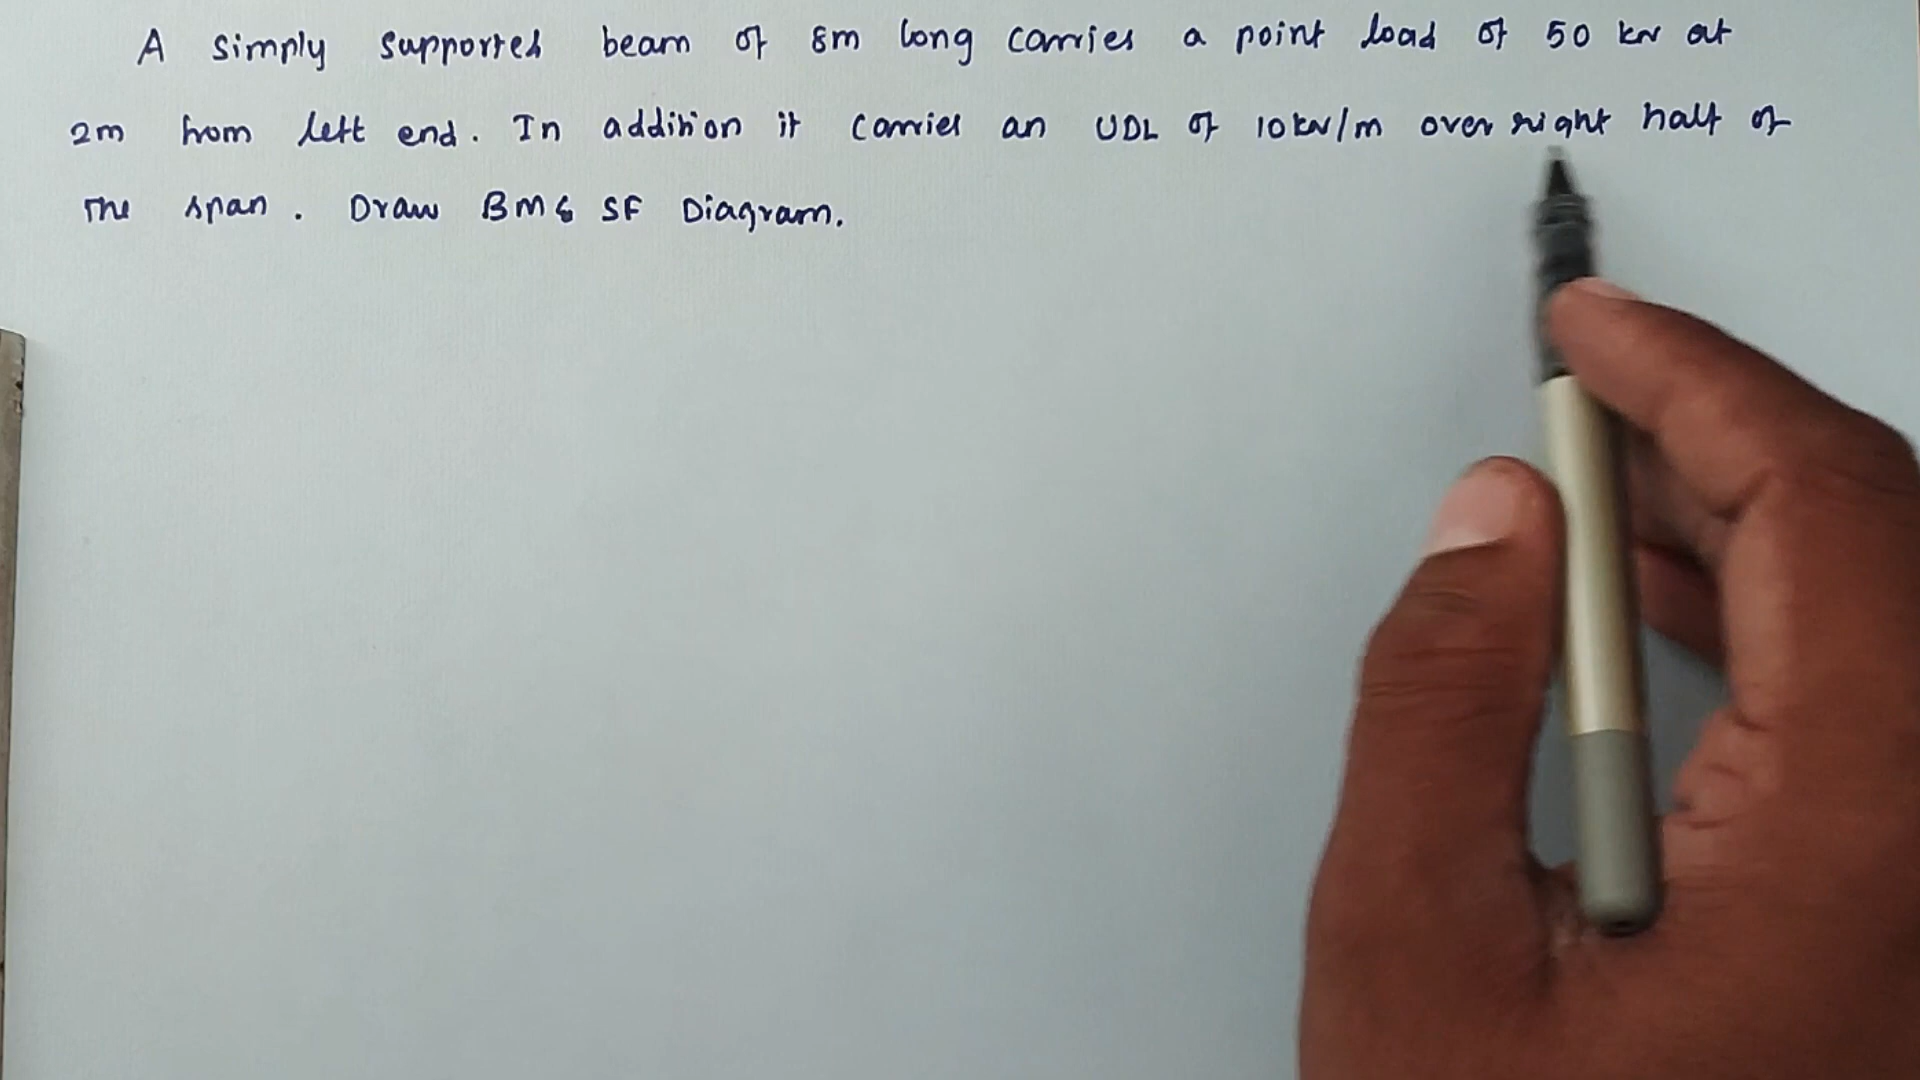 A simply supported beam of 8m long carries a point load of 50 kN at
2m from left end. In addition it carries an UDL of 10kN/m over right half of
The span. Draw BM & SF Diagram.